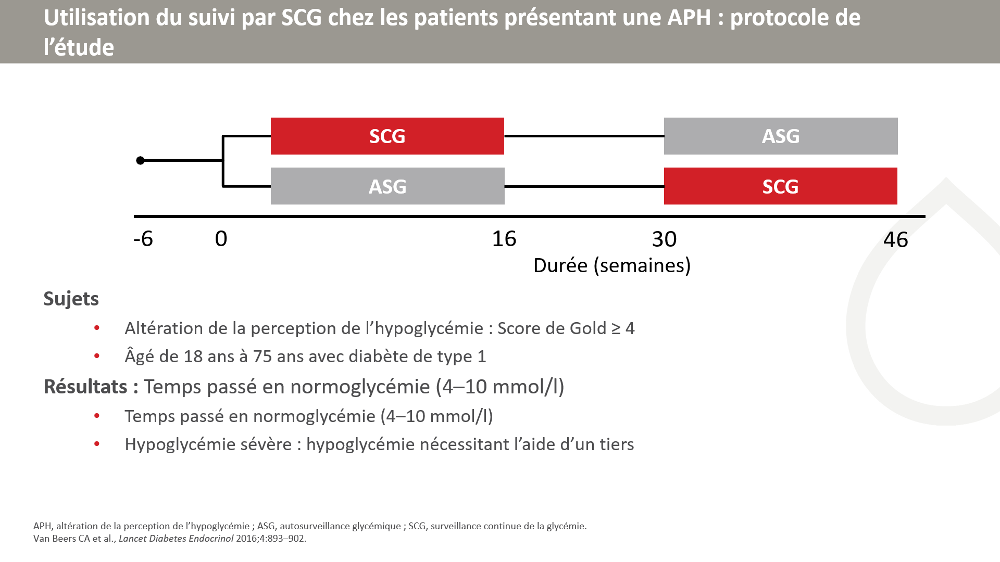 Utilisation du suivi par SCG chez les patients présentant une APH : protocole de
l’étude
SCG
ASG
ASG
SCG
-6
0
16
30
46
Durée (semaines)
Sujets
• Altération de la perception de l’hypoglycémie : Score de Gold ≥ 4
• Âgé de 18 ans à 75 ans avec diabète de type 1
Résultats : Temps passé en normoglycémie (4–10 mmol/l)
• Temps passé en normoglycémie (4–10 mmol/l)
• Hypoglycémie sévère : hypoglycémie nécessitant l’aide d’un tiers
APH, altération de la perception de l’hypoglycémie ; ASG, autosurveillance glycémique ; SCG, surveillance continue de la glycémie.
Van Beers CA et al., Lancet Diabetes Endocrinol 2016;4:893–902.